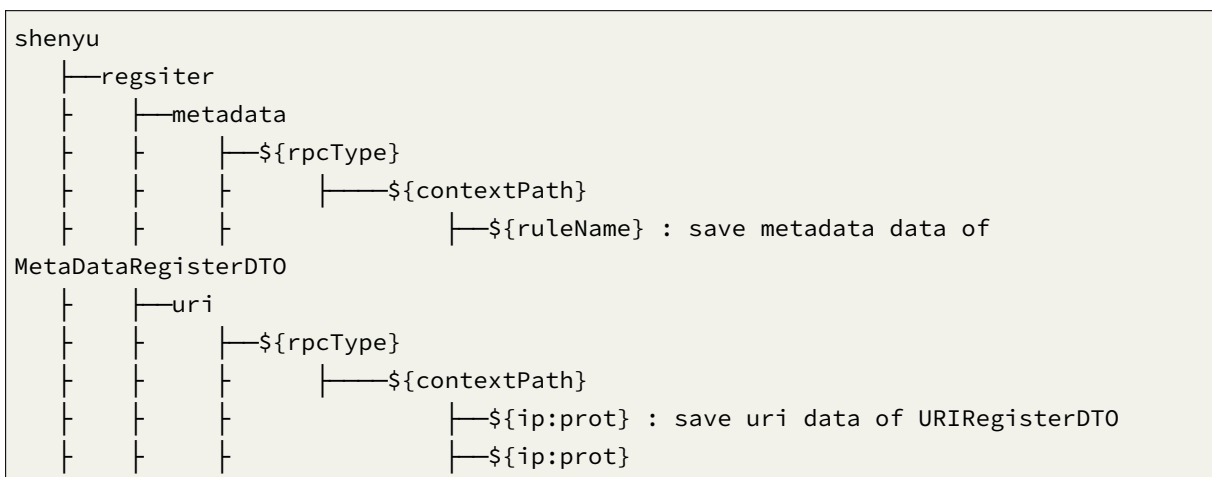 shenyu
   ├──regsiter
   ├    ├──metadata
   ├    ├     ├──${rpcType}
   ├    ├     ├     ├────${contextPath}
   ├    ├     ├             ├──${ruleName} : save metadata data of
MetaDataRegisterDTO
   ├    ├──uri
   ├    ├     ├──${rpcType}
   ├    ├     ├     ├────${contextPath}
   ├    ├     ├             ├──${ip:prot} : save uri data of URIRegisterDTO
   ├    ├     ├             ├──${ip:prot}